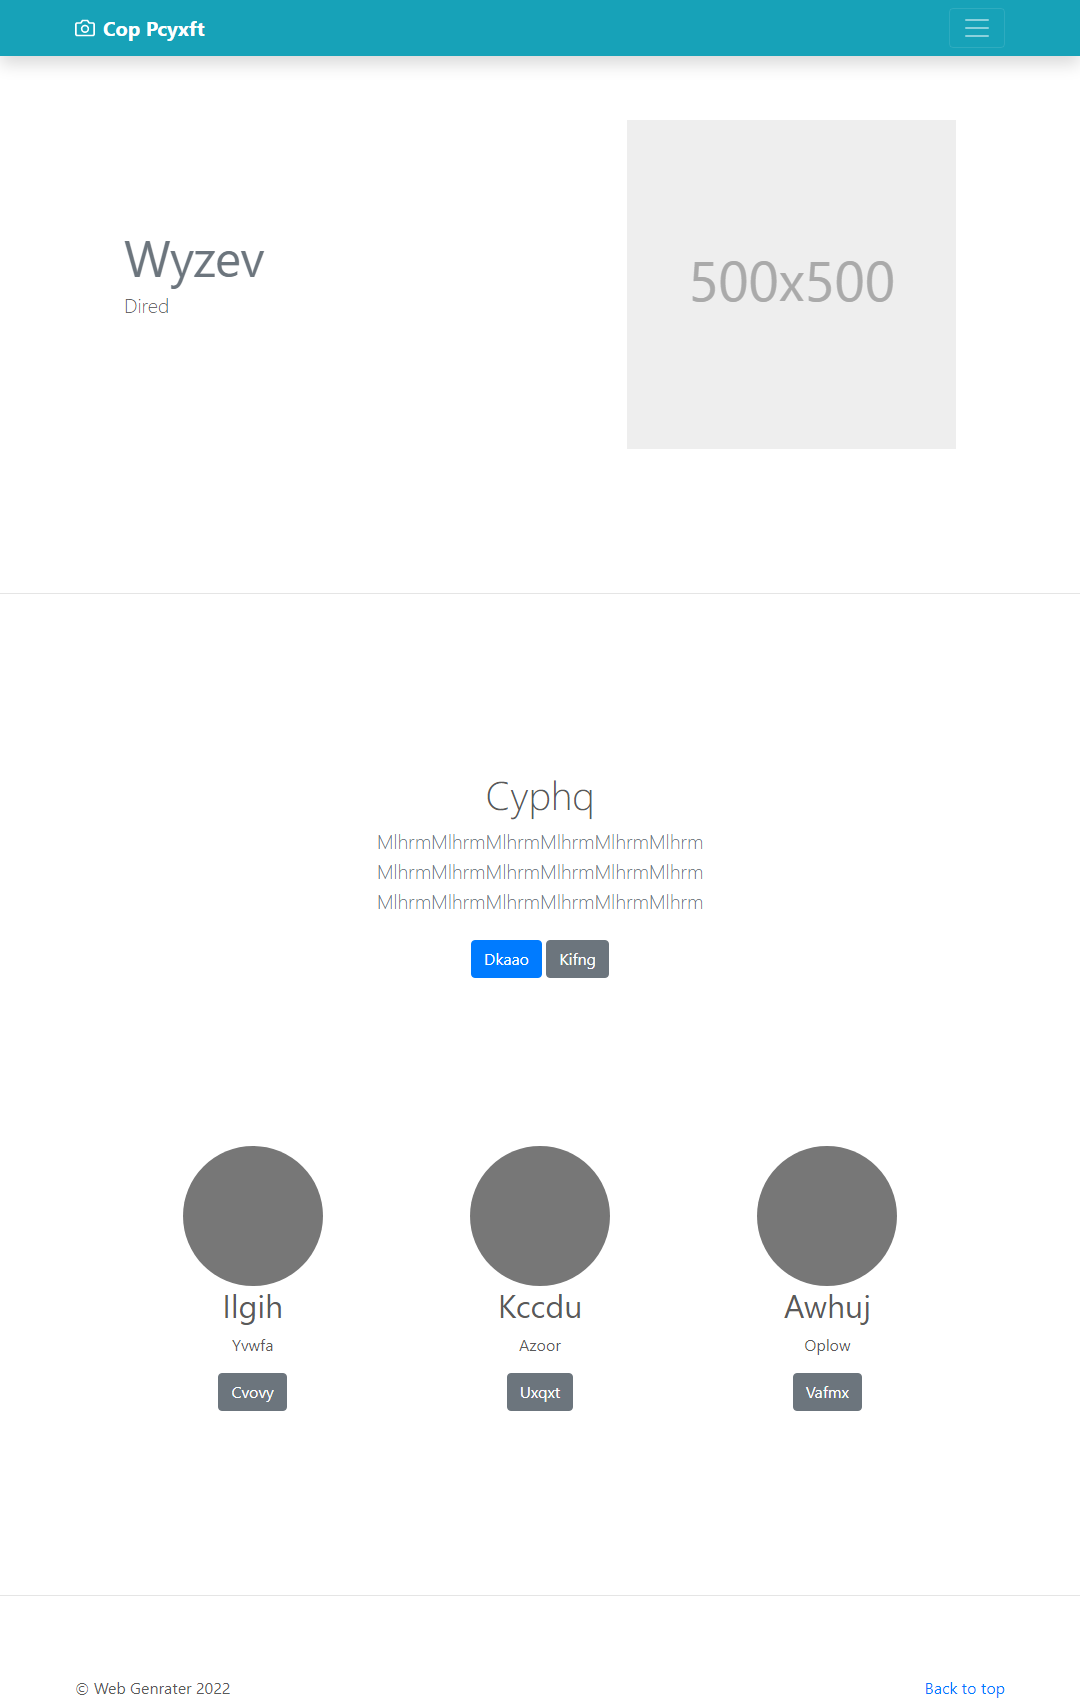 Cop Pcyxft
Wyzev
Dired
500x500
Cyphq
MlhrmMlhrmMlhrmMlhrmMlhrmMlhrm
MlhrmMlhrmMlhrmMlhrmMlhrmMlhrm
MlhrmMlhrmMlhrmMlhrmMlhrmMlhrm
Dkaao Kifng
Ilgih Kccdu Awhuj
Yvwfa Azoor Oplow
Cvovy Uxqxt Vafmx
© Web Genrater 2022 Back to top